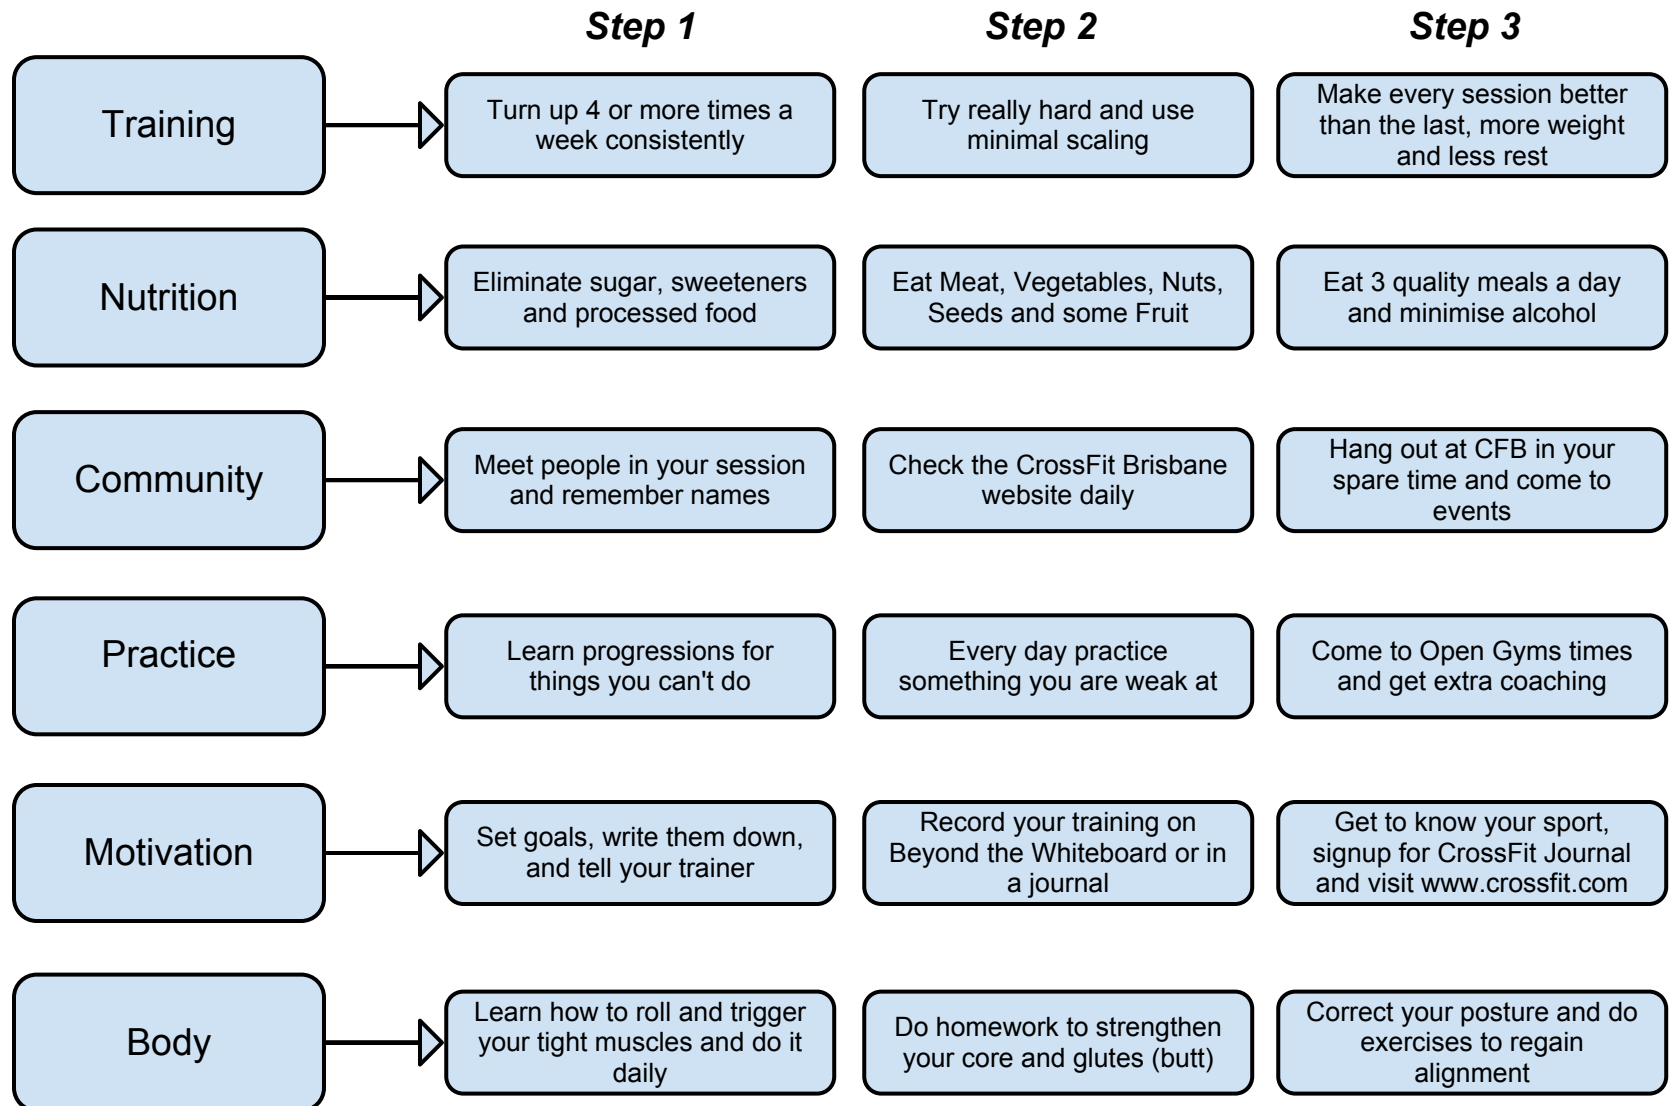 Step 1
Step 2
Step 3
Training
Turn up 4 or more times a
week consistently
Try really hard and use
minimal scaling
Make every session better
than the last, more weight
and less rest
Nutrition
Eliminate sugar, sweeteners
and processed food
Eat Meat, Vegetables, Nuts,
Seeds and some Fruit
Eat 3 quality meals a day
and minimise alcohol
Community
Meet people in your session
and remember names
Check the CrossFit Brisbane
website daily
Hang out at CFB in your
spare time and come to
events
Practice
Learn progressions for
things you can't do
Every day practice
something you are weak at
Come to Open Gyms times
and get extra coaching
Motivation
Set goals, write them down,
and tell your trainer
Record your training on
Beyond the Whiteboard or in
a journal
Get to know your sport,
signup for CrossFit Journal
and visit www.crossfit.com
Body
Learn how to roll and trigger
your tight muscles and do it
daily
Do homework to strengthen
your core and glutes (butt)
Correct your posture and do
exercises to regain
alignment